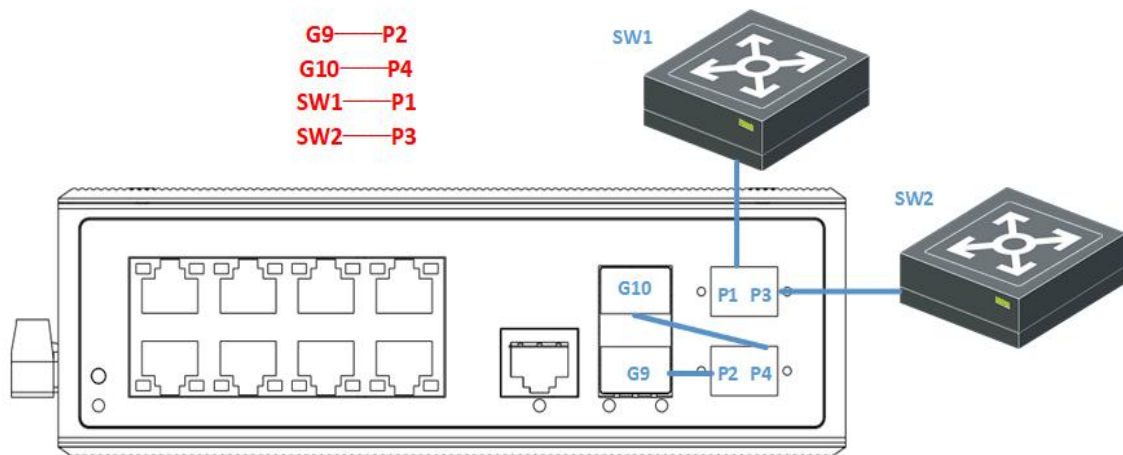 G9——P2
G10——P4
SW1——P1
SW2——P3
SW1
SW2
G10
P1 P3
G9
P2 P4